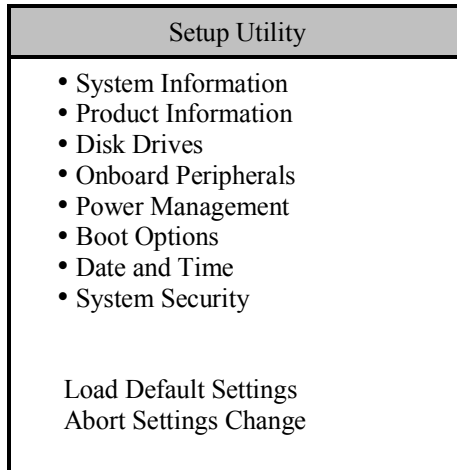 Setup Utility
• System Information
• Product Information
• Disk Drives
• Onboard Peripherals
• Power Management
• Boot Options
• Date and Time
• System Security
Load Default Settings
Abort Settings Change